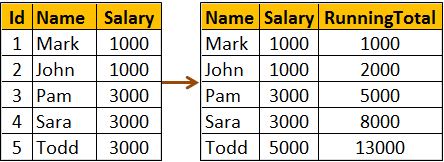 Id Name Salary
1 Mark 1000
2 John 1000
3 Pam 3000
4 Sara 3000
5 Todd 3000
Name Salary RunningTotal
Mark 1000 1000
John 1000 2000
Pam 3000 5000
Sara 3000 8000
Todd 5000 13000